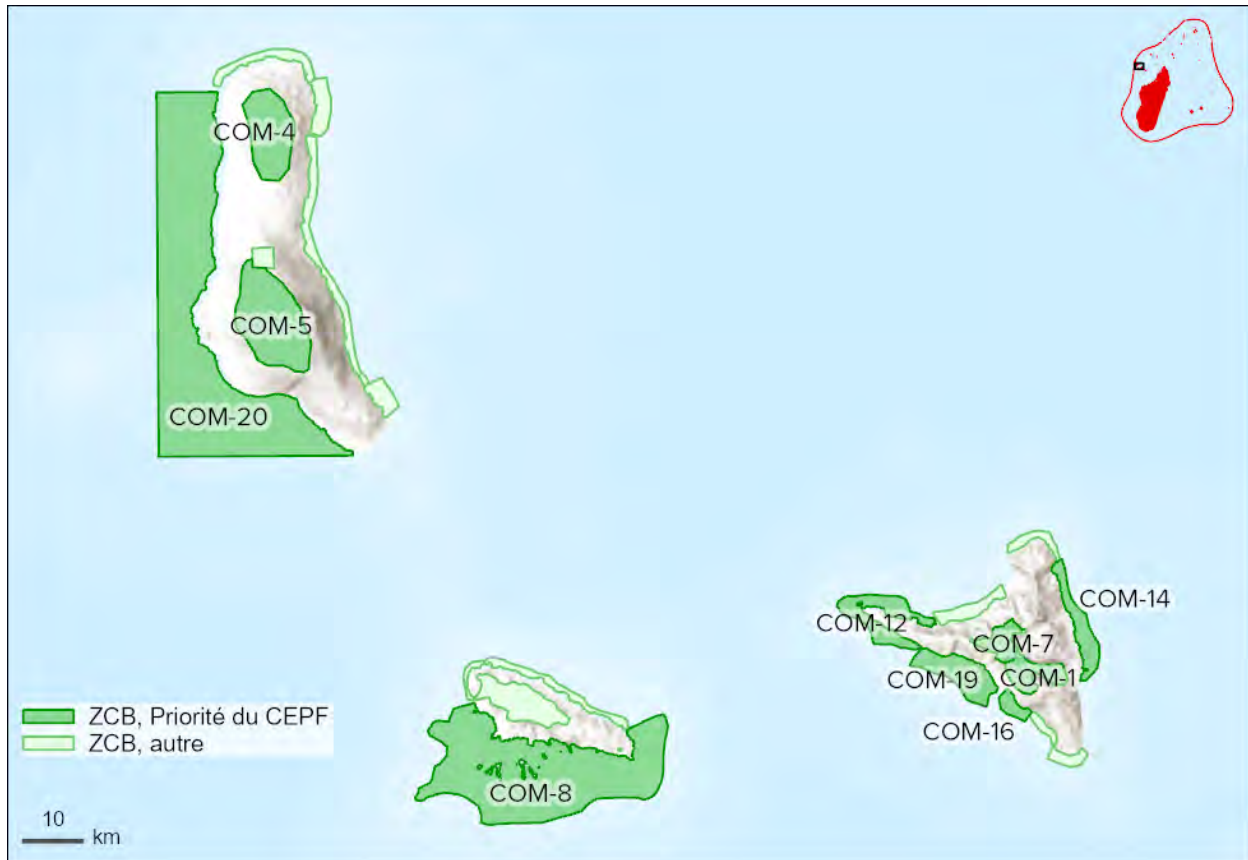 COM-4
COM-5
COM-20
COM-14
COM-12
COM-7
COM-19
COM-1
COM-16
COM-8
ZCB, Priorité du CEPF
ZCB, autre
10
km